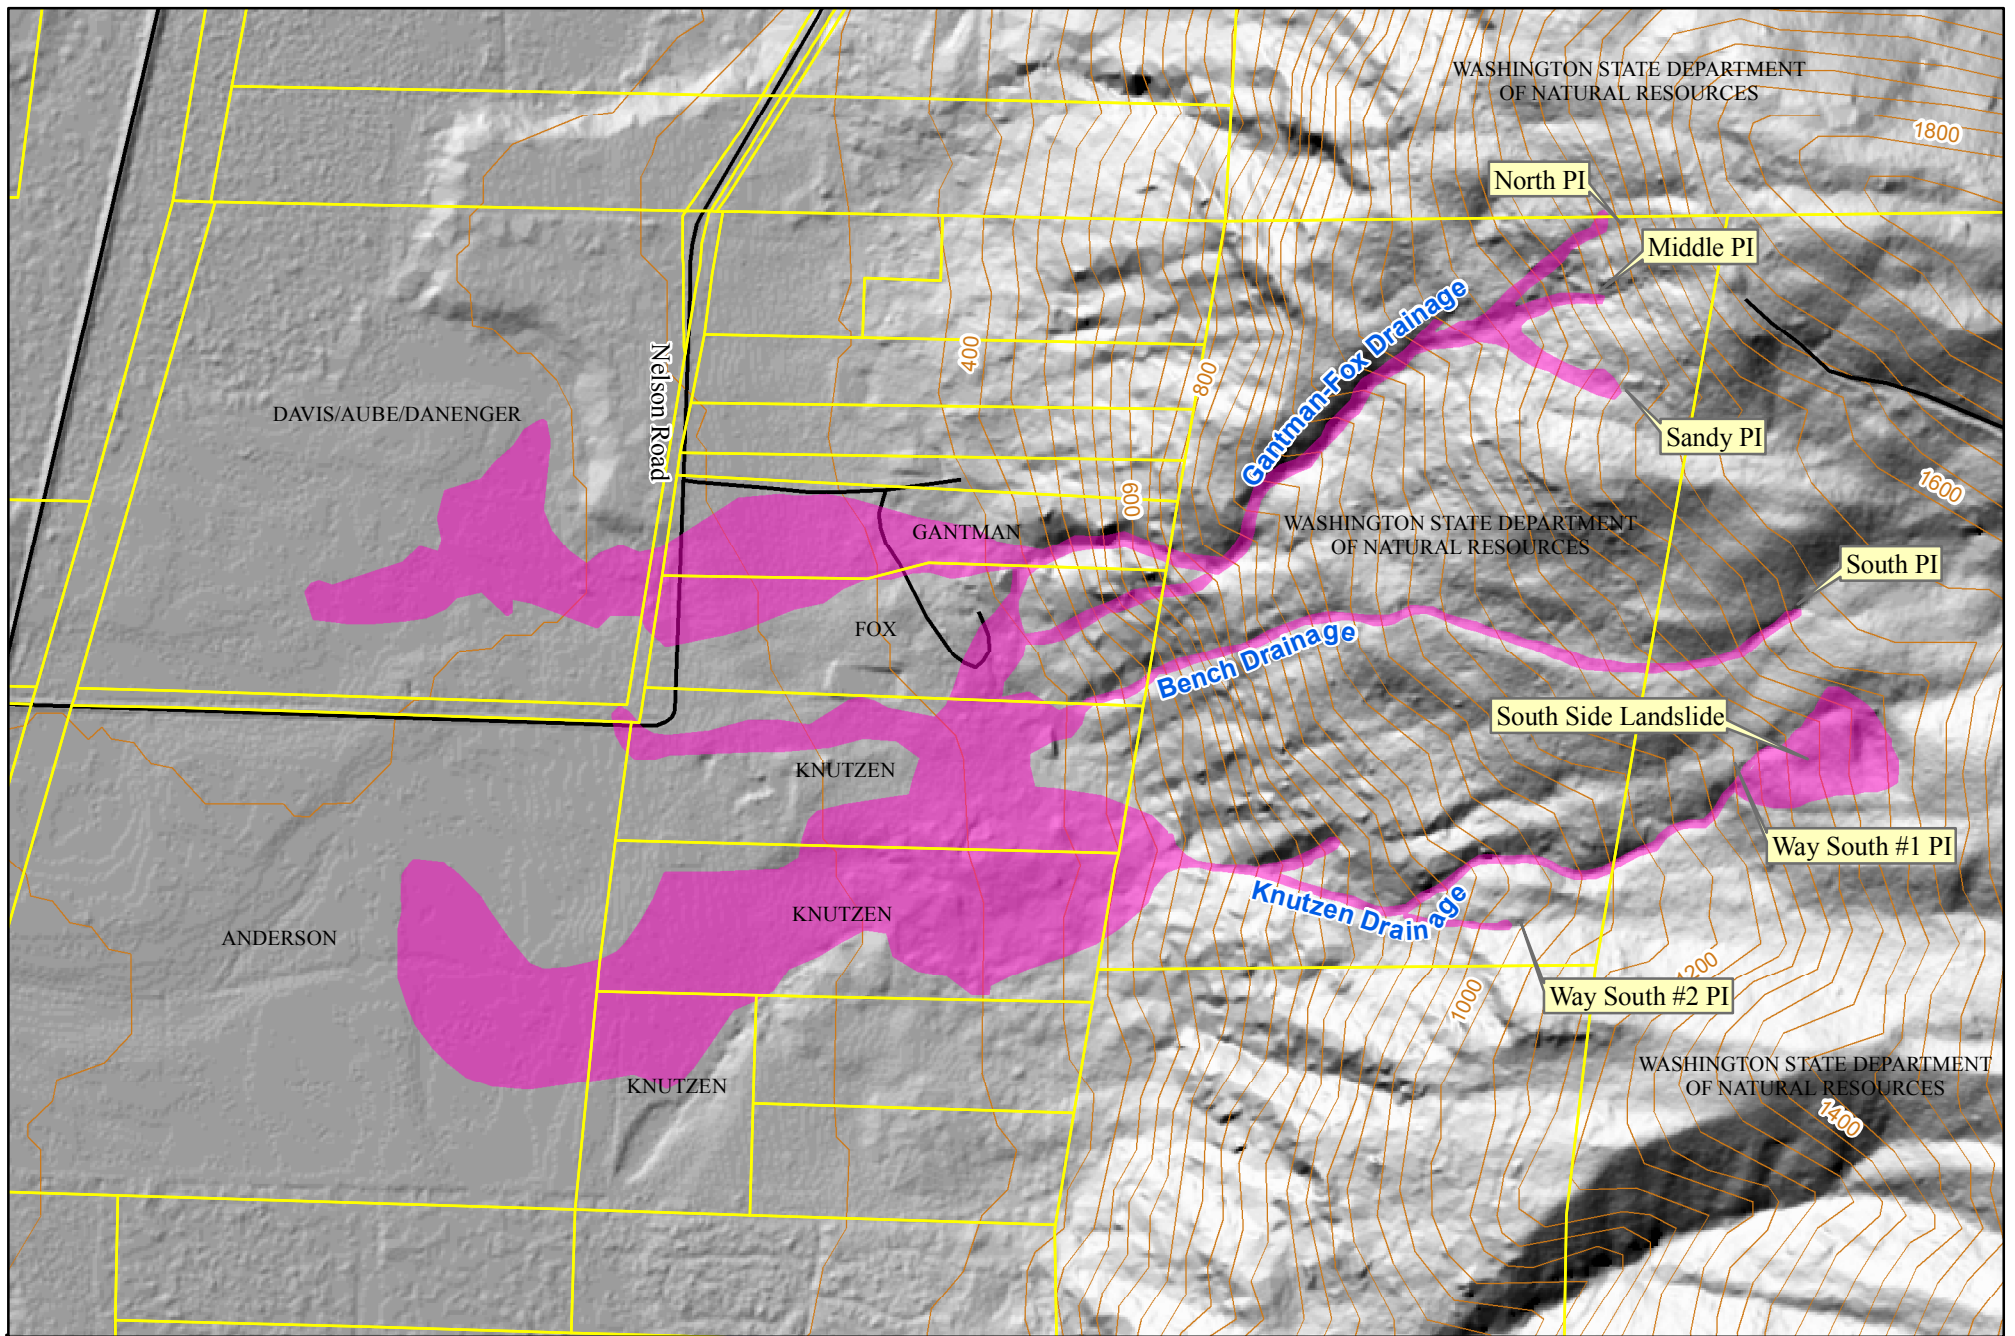 WASHINGTON STATE DEPARTMENT
OF NATURAL RESOURCES
1800
North PI
Middle PI
Gantman-Fox Drainage
400
800
Nelson Road
DAVIS/AUBE/DANENGER
Sandy PI
1600
600
GANTMAN
WASHINGTON STATE DEPARTMENT
OF NATURAL RESOURCES
South PI
FOX
Bench Drainage
South Side Landslide
KNUTZEN
Way South #1 PI
Knutzen Drainage
KNUTZEN
ANDERSON
1200
1000
Way South #2 PI
WASHINGTON STATE DEPARTMENT
OF NATURAL RESOURCES
KNUTZEN
1400